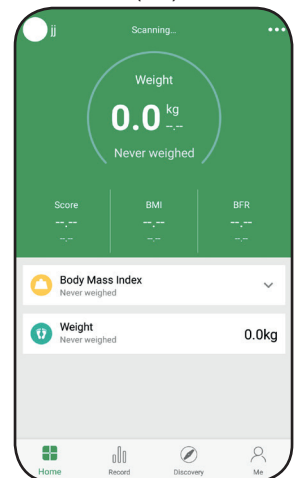 jj
Scanning...
Weight
0.0 kg
--.--
Never weighed
Score BMI BFR
--.-- --.-- --.--
--.-- --.-- --.--
Body Mass Index
Never weighed
Weight
Never weighed
0.0kg
Home Record Discovery Me